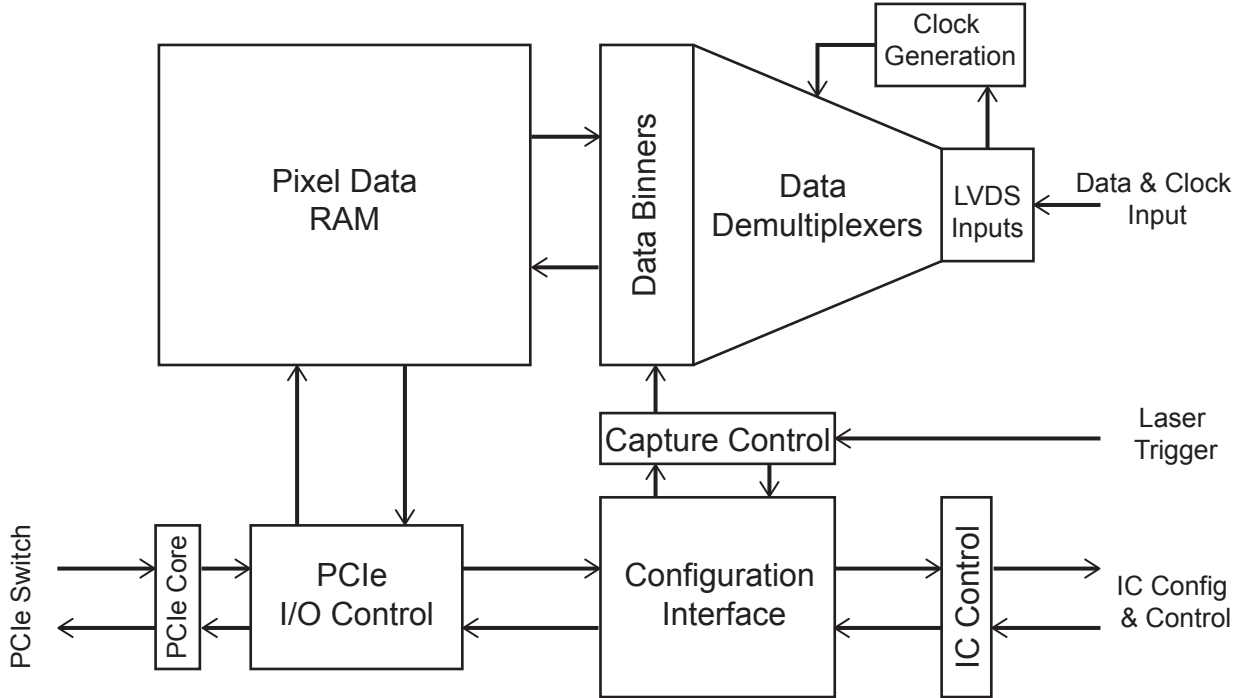 Clock
Generation
Pixel Data
RAM
Data Binners
Data
Demultiplexers
LVDS
Inputs
Data & Clock
Input
Capture Control
Laser
Trigger
PCIe Switch
PCIe Core
PCIe
I/O Control
Configuration
Interface
IC Control
IC Config
& Control